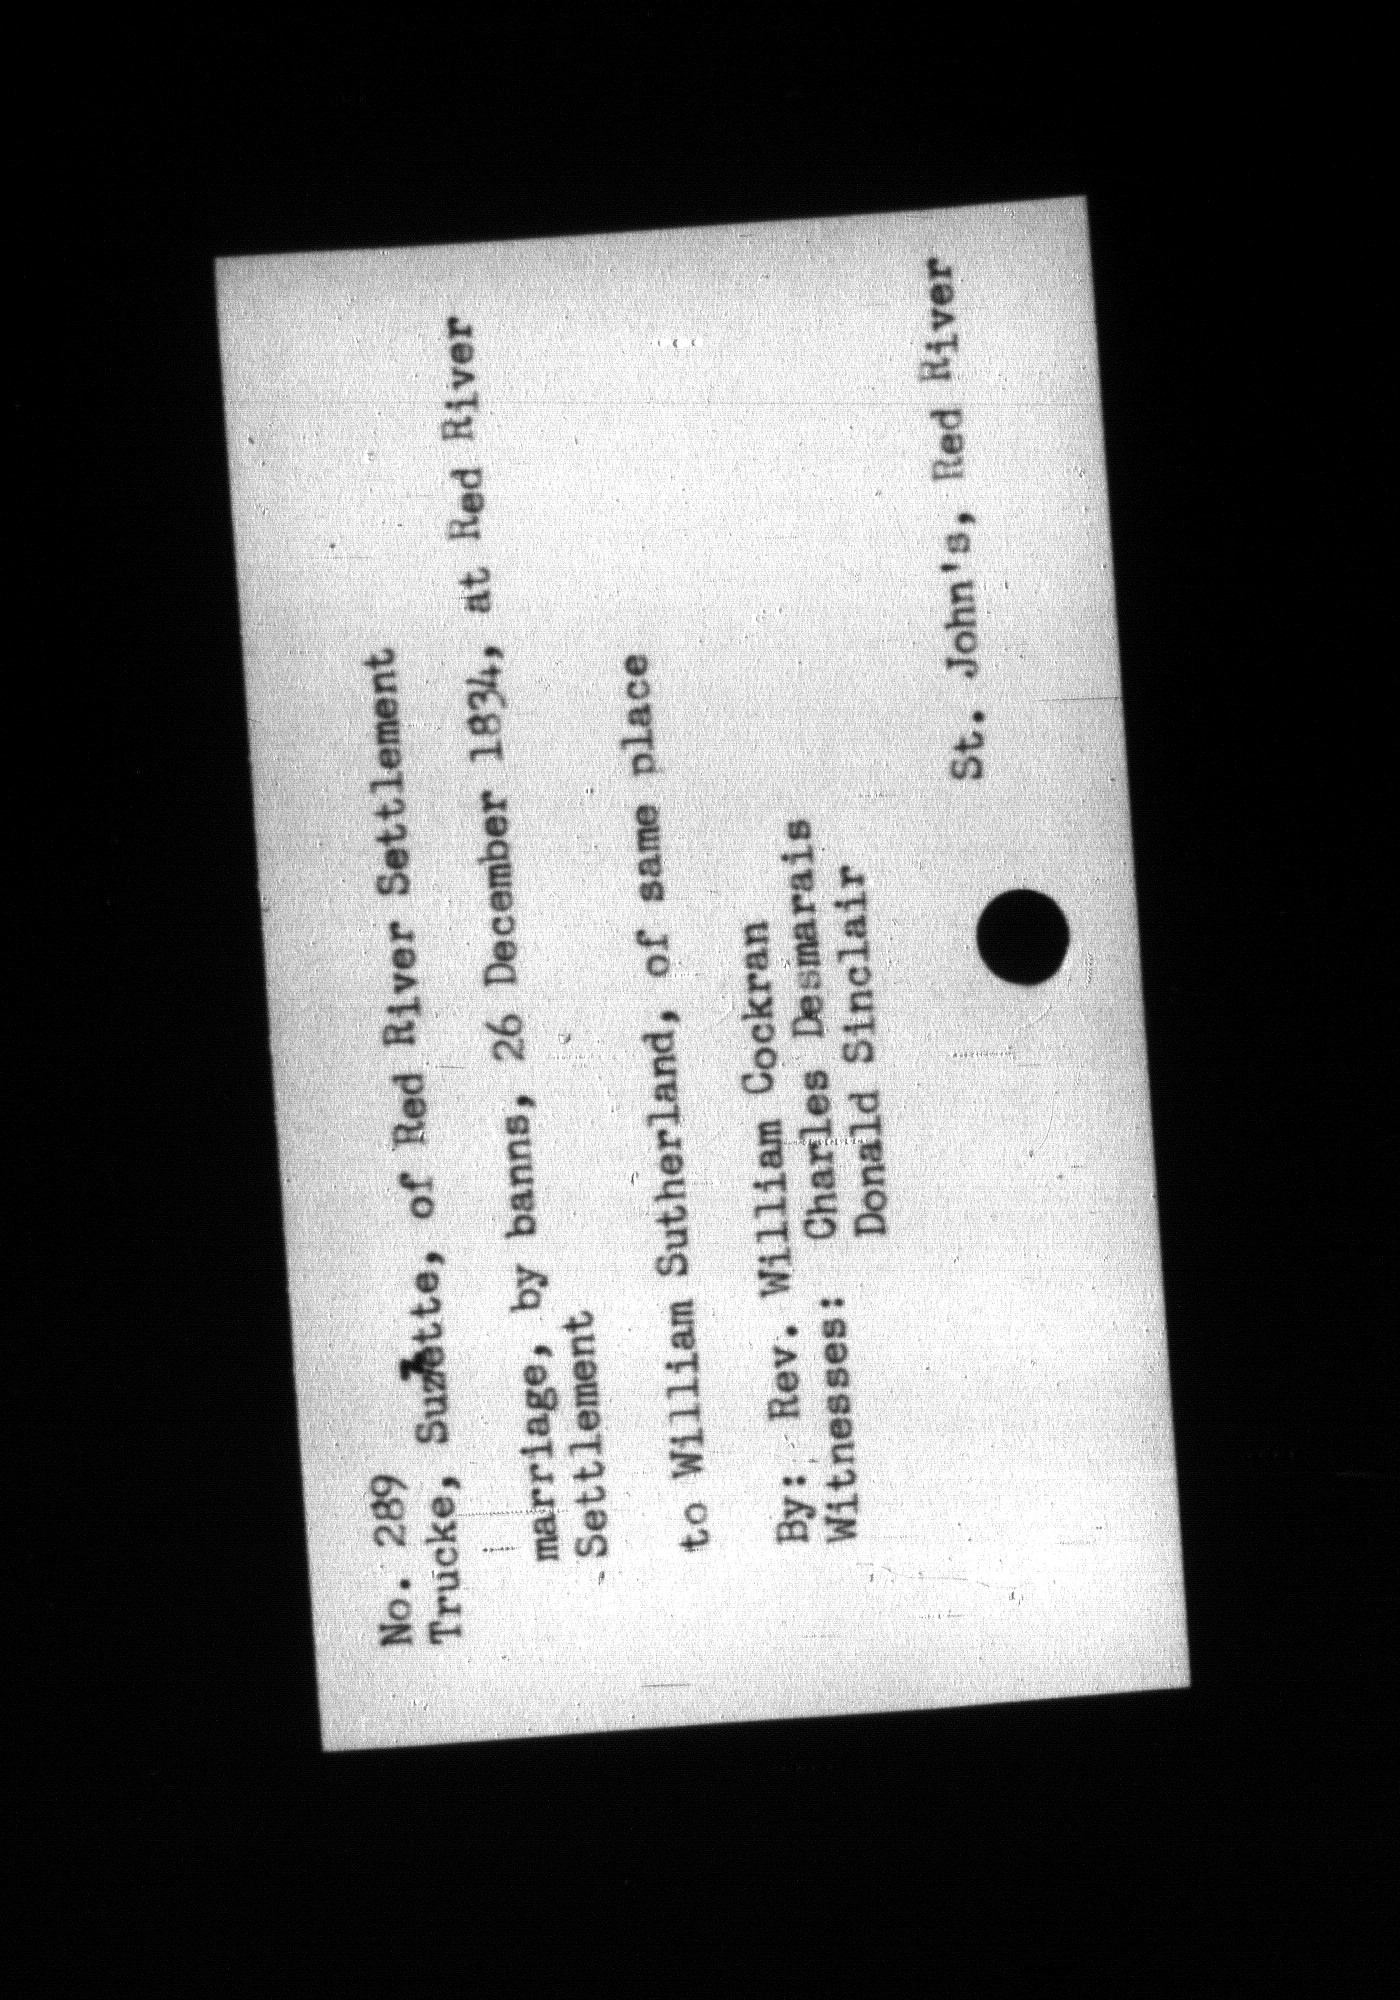 No. 289
Trucke, Suzette, of Red River Settlement
marriage, by banns, 26 December 1834, at Red River
Settlement
to William Sutherland, of same place
By: Rev. William Cockran
Witnesses: Charles Desmarais
Donald Sinclair
St. John's, Red River